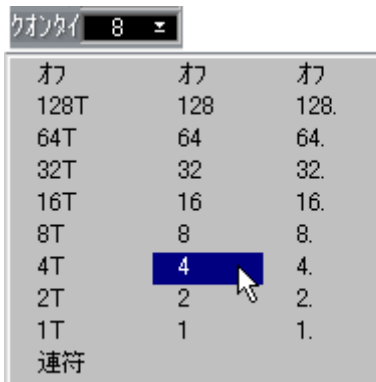 クオンタイ 8
オフ オフ オフ
128T 128 128.
64T 64 64.
32T 32 32.
16T 16 16.
8T 8 8.
4T 4 4.
2T 2 2.
1T 1 1.
連符